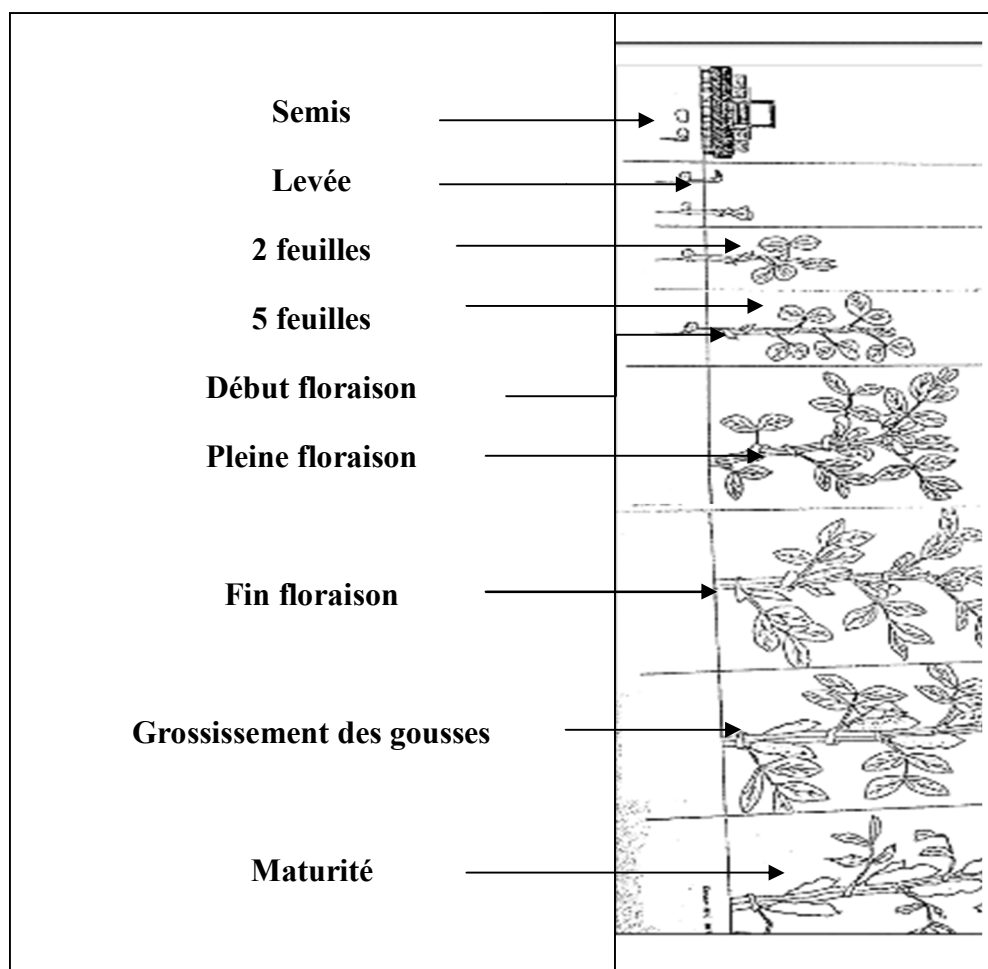 Semis
Levée
2 feuilles
5 feuilles
Début floraison
Pleine floraison
Fin floraison
Grossissement des gousses
Maturité